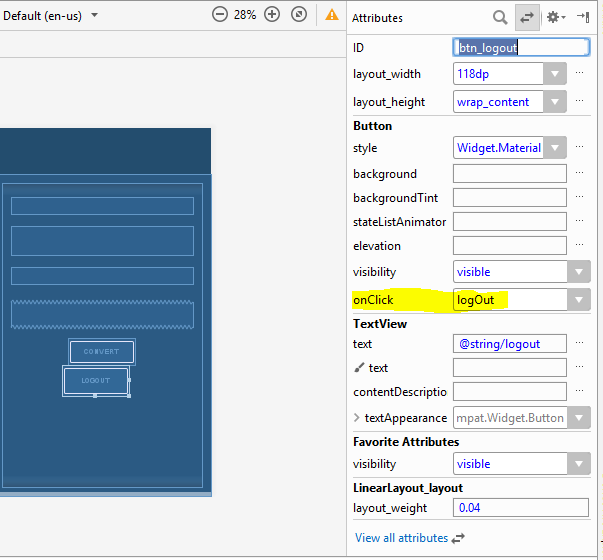 Default (en-us)
28%
Attributes
ID
btn_logout
layout_width
118dp
...
layout_height
wrap_content
...
Button
style
Widget.Material
...
background
...
backgroundTint
...
stateListAnimator
...
elevation
...
visibility
visible
...
onClick
logOut
...
TextView
text
@string/logout
...
text
...
contentDescriptio
...
textAppearance
mpat.Widget.Button
Favorite Attributes
visibility
visible
LinearLayout_layout
layout_weight
0.04
View all attributes
CONVERT
LOGOUT